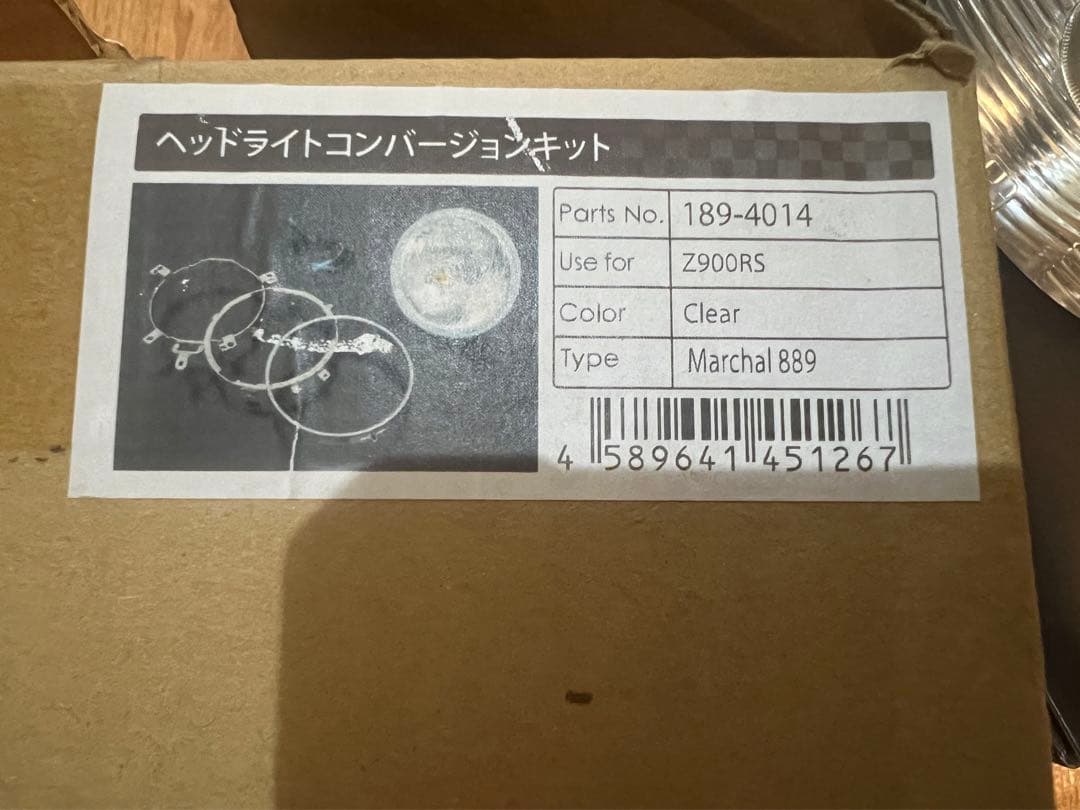 ヘッドライトコンバージョンキット
Parts No. 189-4014
Use for Z900RS
Color Clear
Type Marchal 889
4 589641 451267